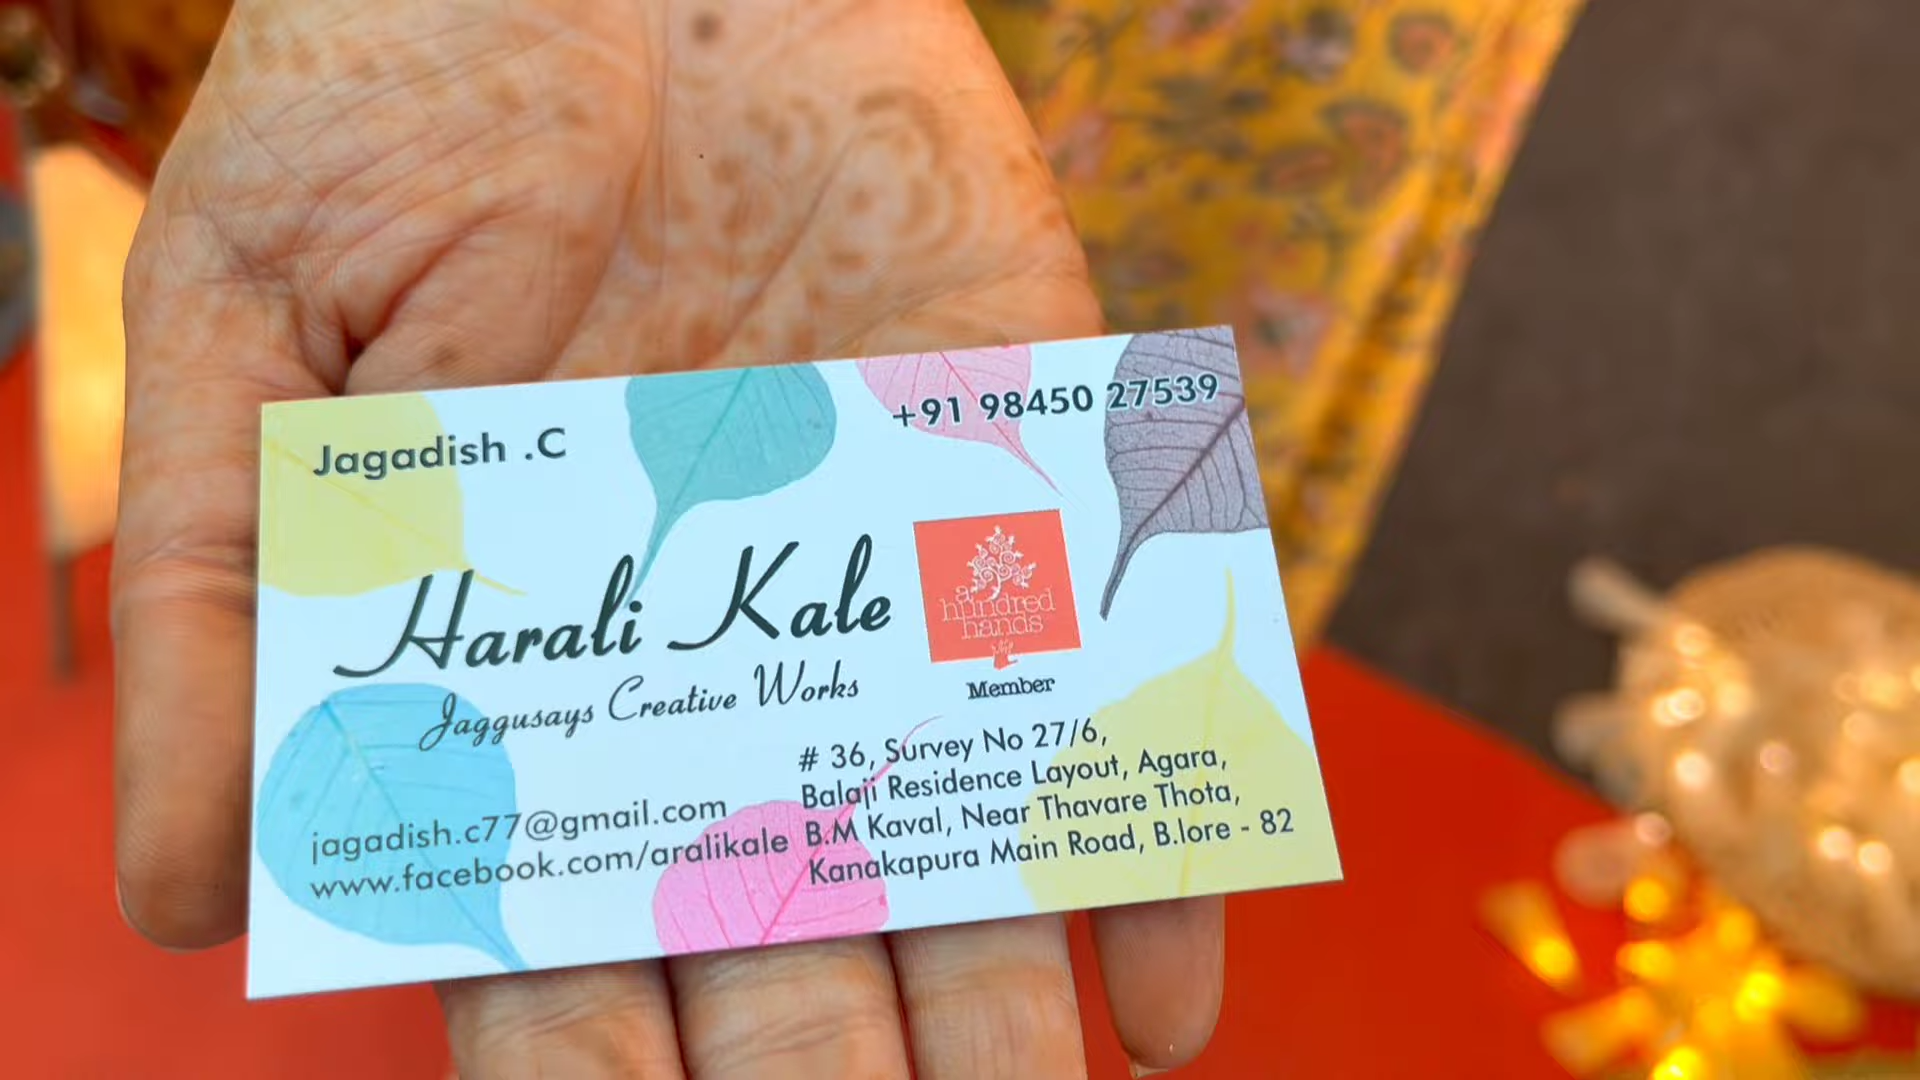 Jagadish .C
+91 98450 27539
Harali Kale
Jaggusays Creative Works
a
hundred
hands
Member
jagadish.c77@gmail.com
www.facebook.com/aralikale
# 36, Survey No 27/6,
Balaji Residence Layout, Agara,
B.M Kaval, Near Thavare Thota,
Kanakapura Main Road, B.lore - 82